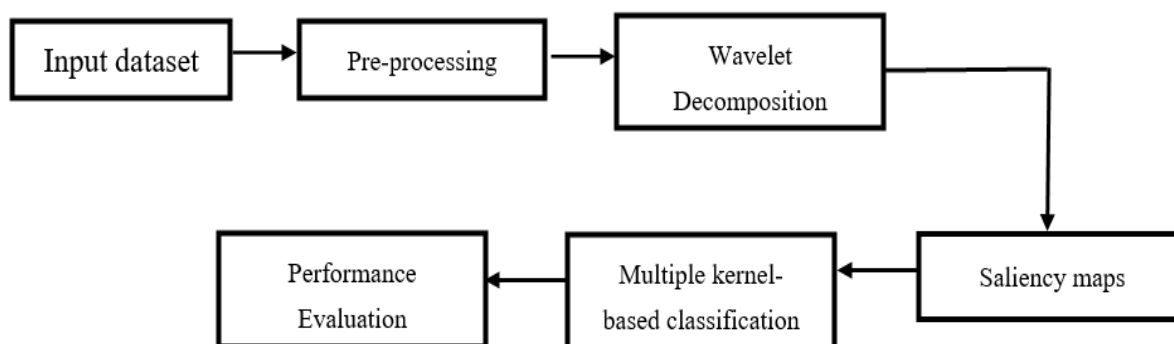 Input dataset
Pre-processing
Wavelet
Decomposition
Saliency maps
Multiple kernel-
based classification
Performance
Evaluation